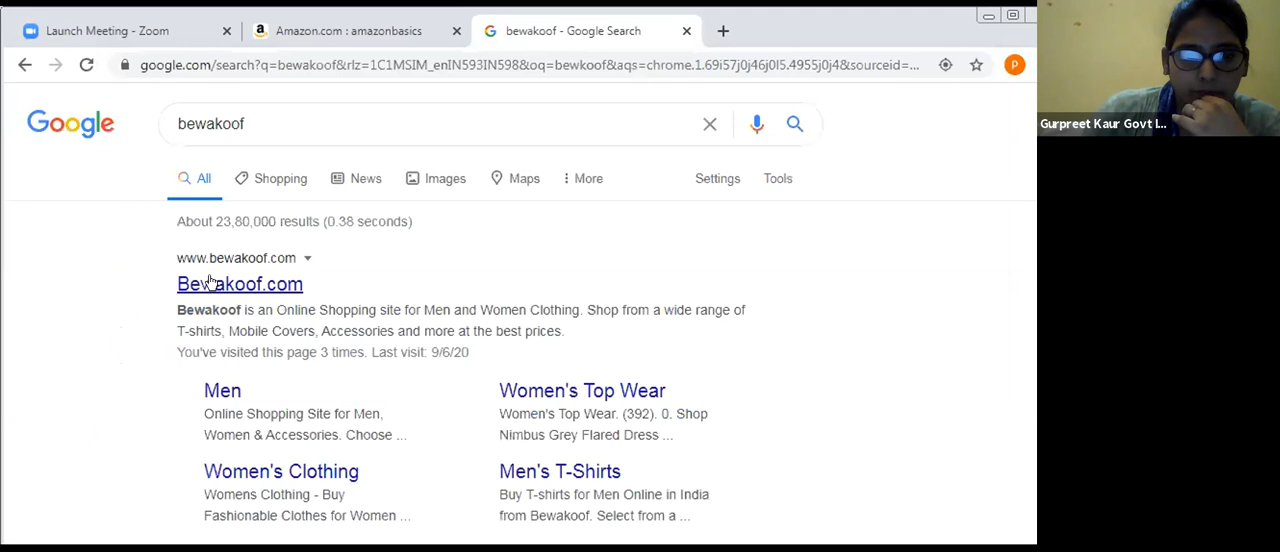 Launch Meeting - Zoom
Amazon.com : amazonbasics
bewakoof - Google Search
google.com/search?q=bewakoof&rlz=1C1MSIM_enIN593IN598&oq=bewkoof&aqs=chrome.1.69i57j0j46j0l5.4955j0j4&sourceid=...
P
Gurpreet Kaur Govt I...
Google
bewakoof
All
Shopping
News
Images
Maps
More
Settings
Tools
About 23,80,000 results (0.38 seconds)
www.bewakoof.com
Bewakoof.com
Bewakoof is an Online Shopping site for Men and Women Clothing. Shop from a wide range of
T-shirts, Mobile Covers, Accessories and more at the best prices.
You've visited this page 3 times. Last visit: 9/6/20
Men
Online Shopping Site for Men,
Women & Accessories. Choose ...
Women's Top Wear
Women's Top Wear. (392). 0. Shop
Nimbus Grey Flared Dress ...
Women's Clothing
Womens Clothing - Buy
Fashionable Clothes for Women ...
Men's T-Shirts
Buy T-shirts for Men Online in India
from Bewakoof. Select from a ...